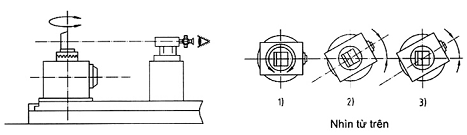 1) 2) 3)
Nhìn từ trên